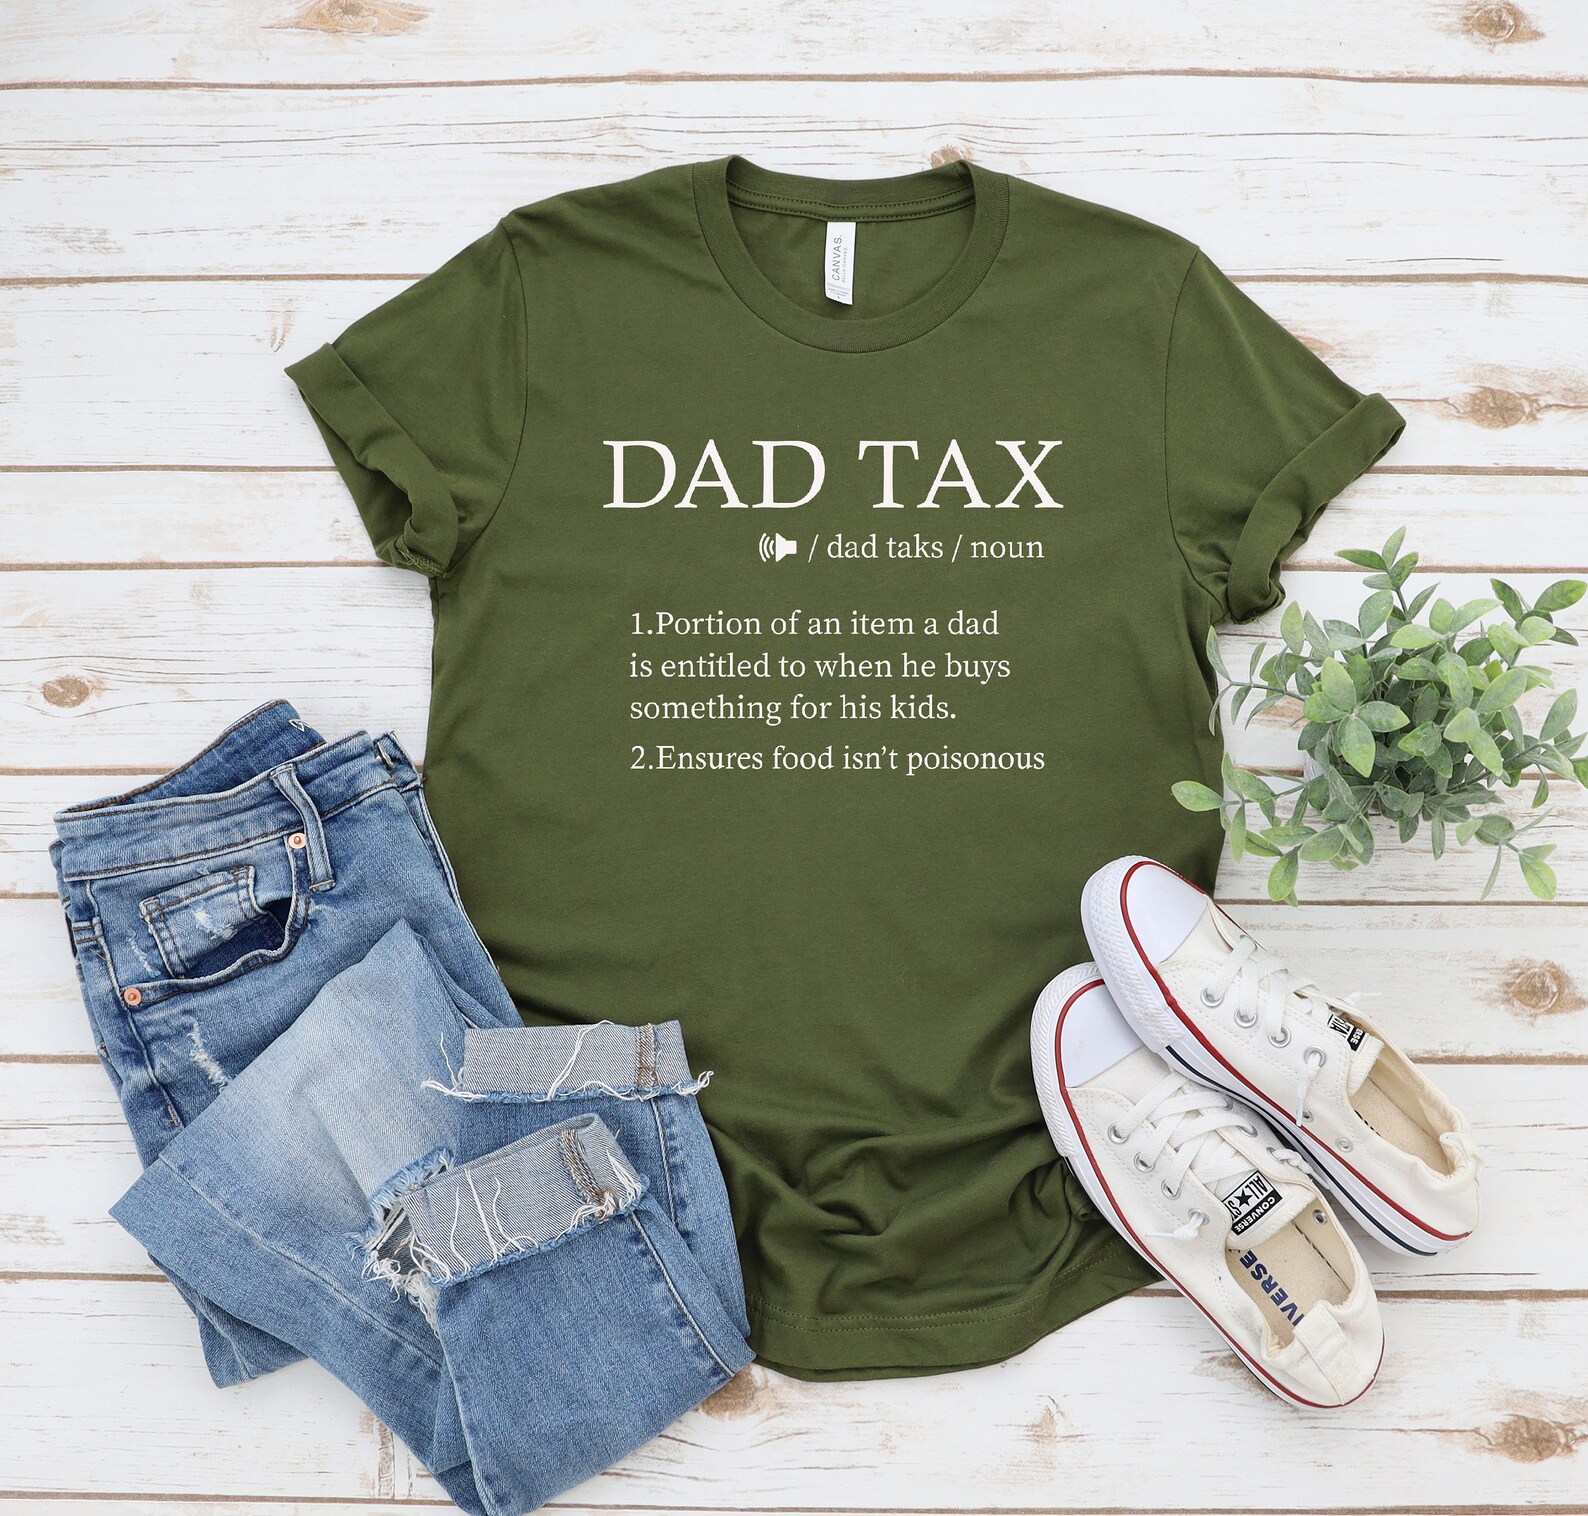 CANVAS.
DAD TAX
/ dad taks / noun
1.Portion of an item a dad
is entitled to when he buys
something for his kids.
2.Ensures food isn't poisonous
CONVERSE
ALL STAR